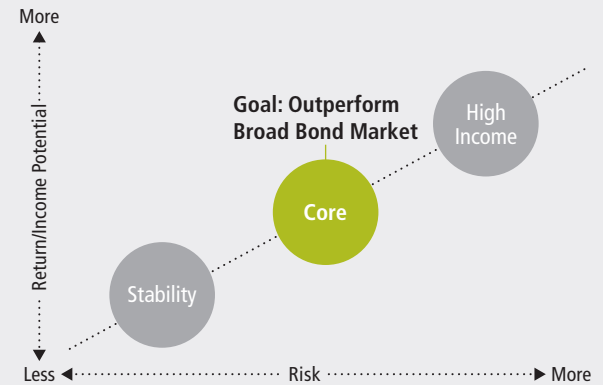 More
Return/Income Potential
Goal: Outperform
Broad Bond Market
High
Income
Core
Stability
Less
Risk
More